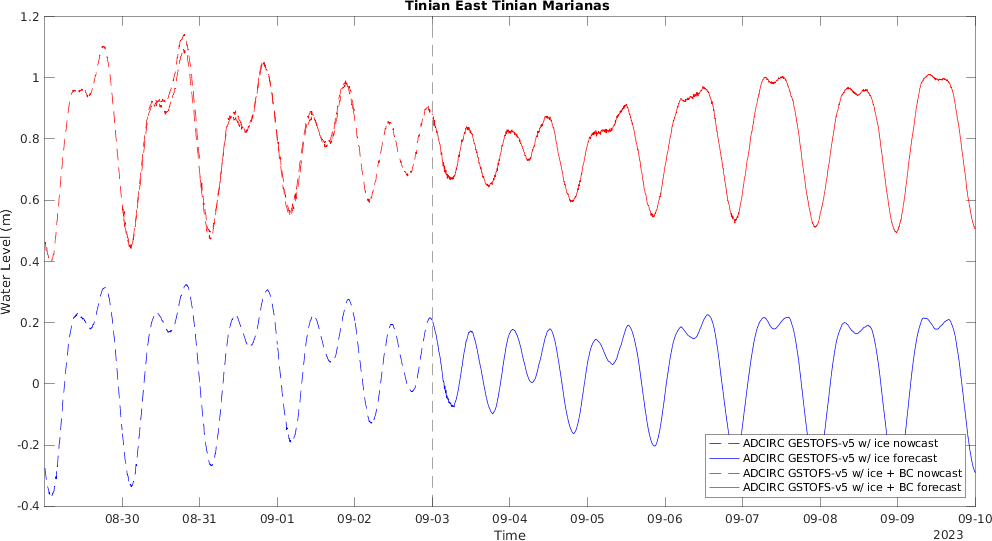 Tinian East Tinian Marianas
Water Level (m)
1.2
1
0.8
0.6
0.4
0.2
0
-0.2
-0.4
ADCIRC GESTOFS-v5 w/ ice nowcast
ADCIRC GESTOFS-v5 w/ ice forecast
ADCIRC GSTOFS-v5 w/ ice + BC nowcast
ADCIRC GSTOFS-v5 w/ ice + BC forecast
08-30 08-31 09-01 09-02 09-03 09-04 09-05 09-06 09-07 09-08 09-09 09-10
Time
2023